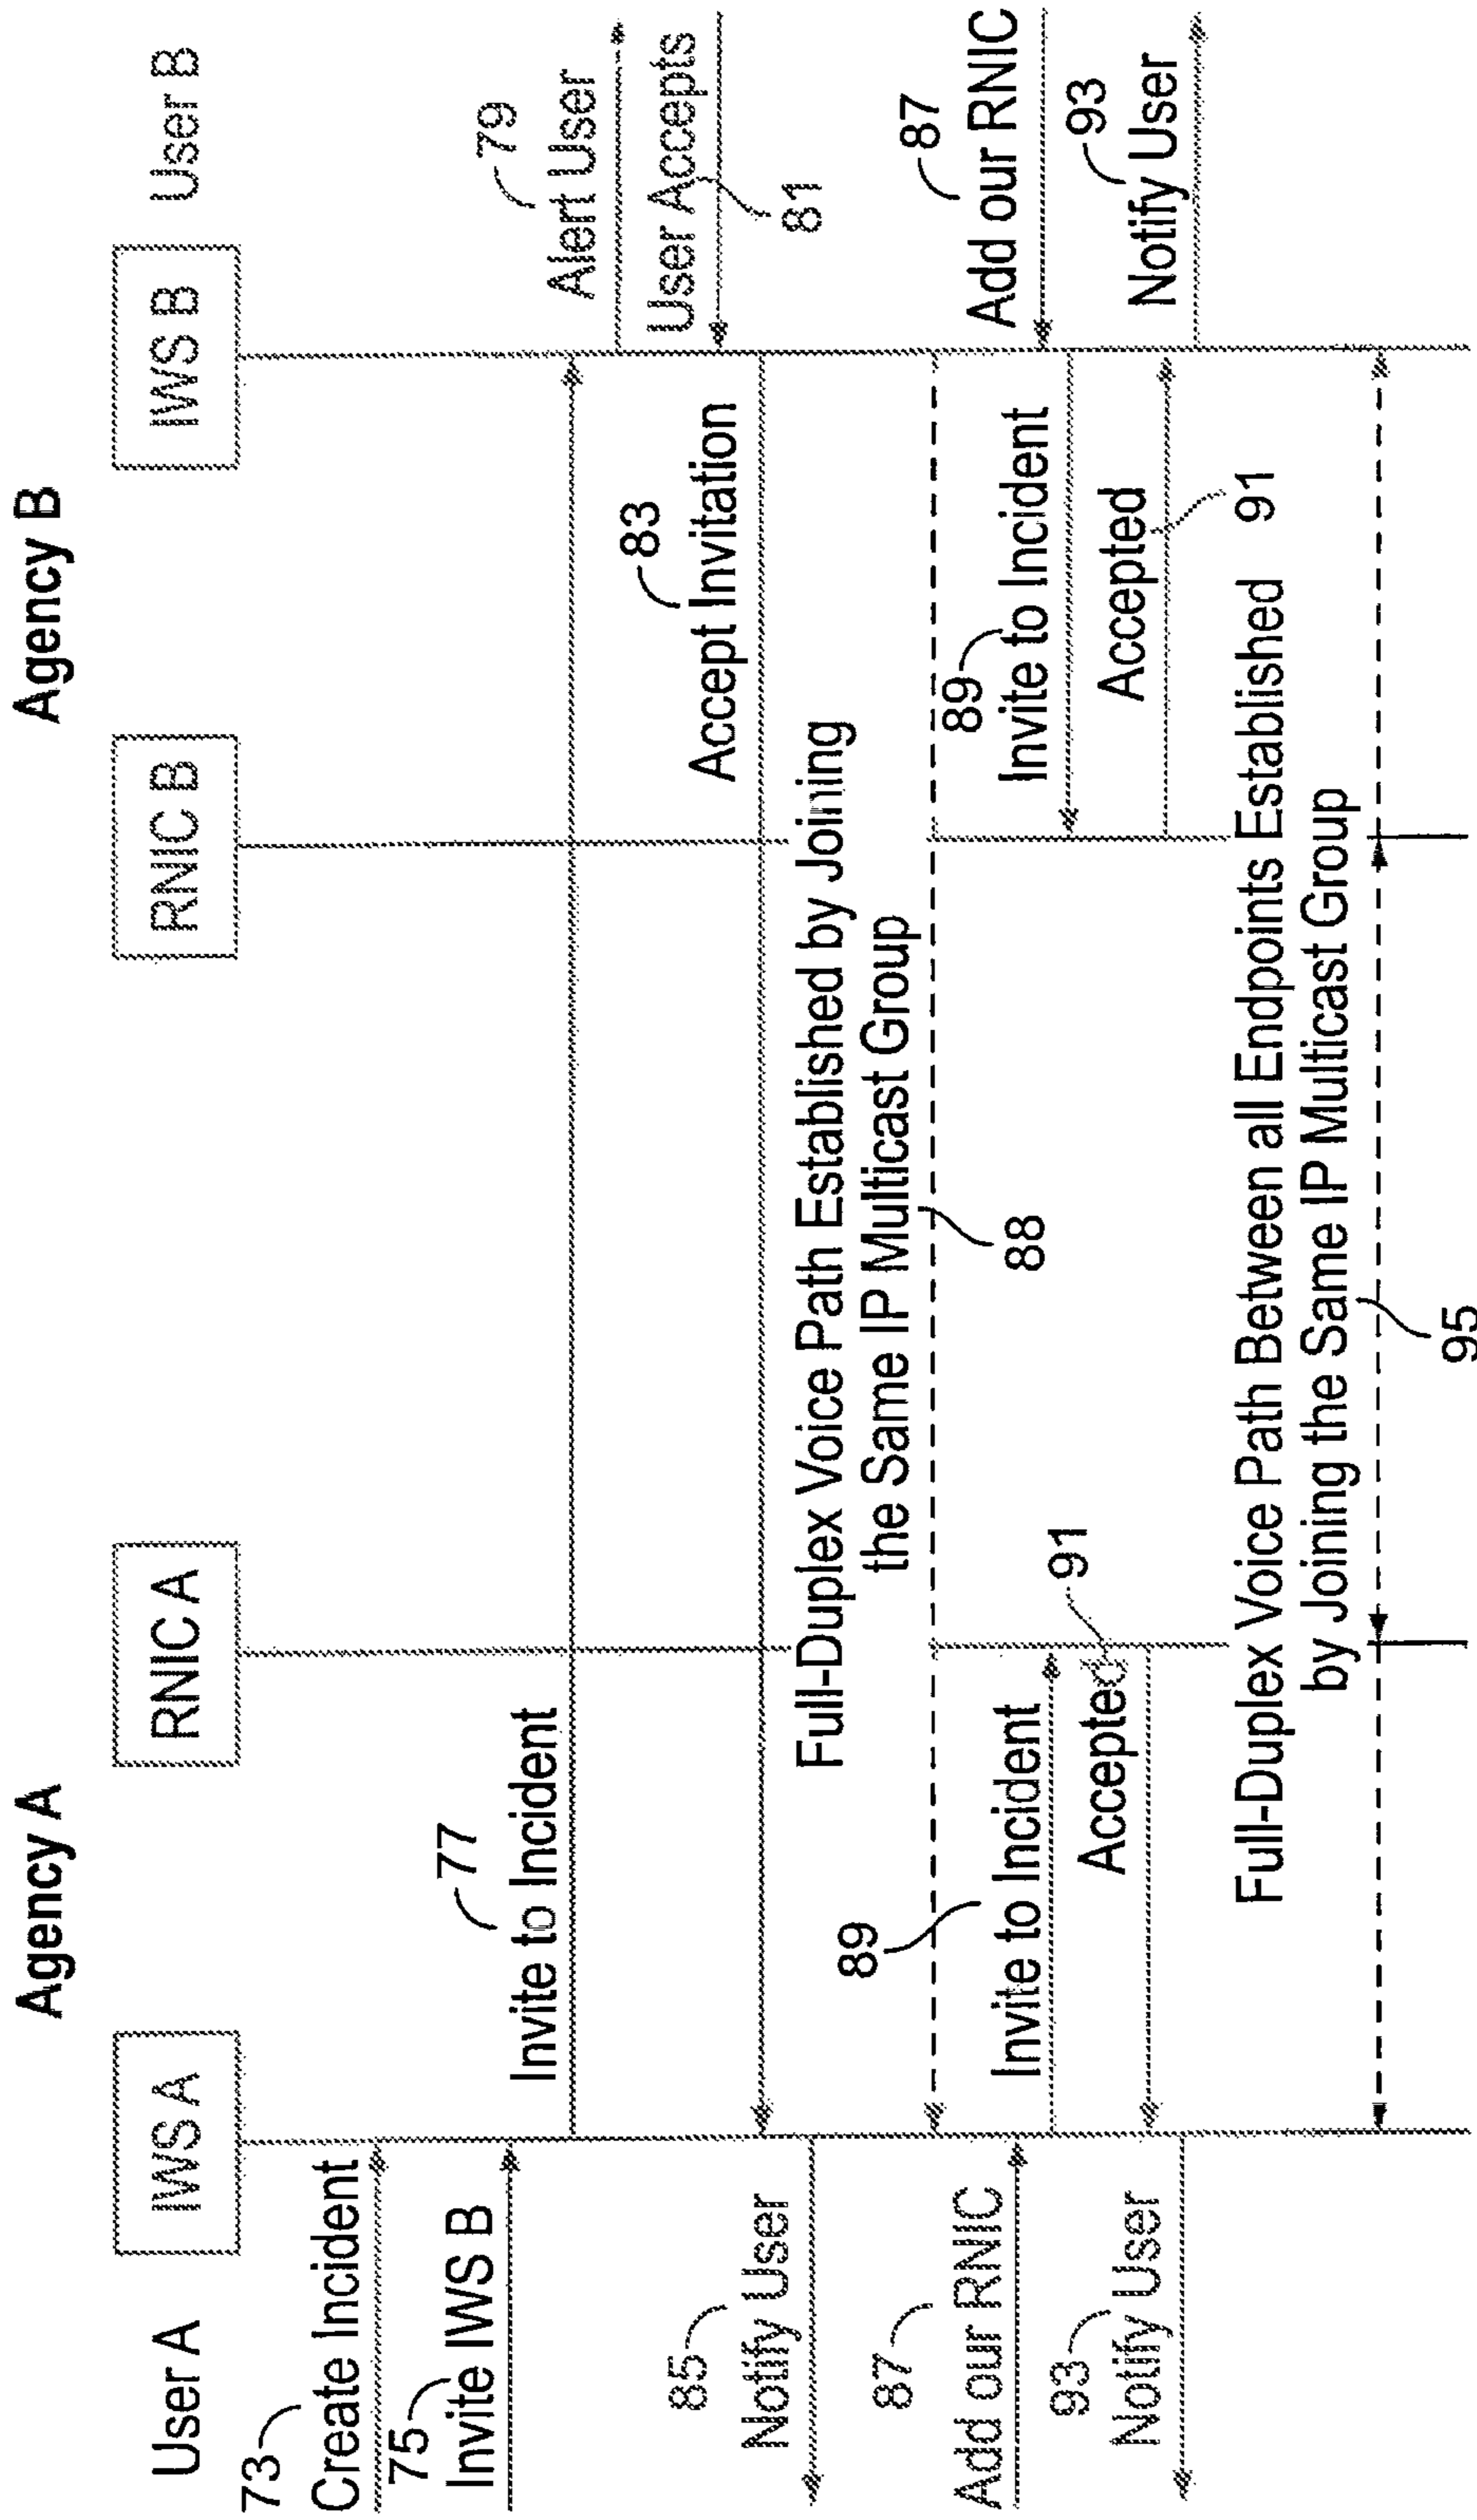 Agency A
Agency B
User A
IWS A
RNIC A
RNIC B
IWS B
User B
73
Create Incident
75
Invite IWS B
77
Invite to Incident
79
Alert User
User Accepts
81
83
Accept Invitation
85
Notify User
Full-Duplex Voice Path Established by Joining
the Same IP Multicast Group
88
87
Add our RNIC
87
Add our RNIC
89
Invite to Incident
89
Invite to Incident
Accepted
91
Accepted
91
93
Notify User
93
Notify User
Full-Duplex Voice Path Between all Endpoints Established
by Joining the Same IP Multicast Group
95